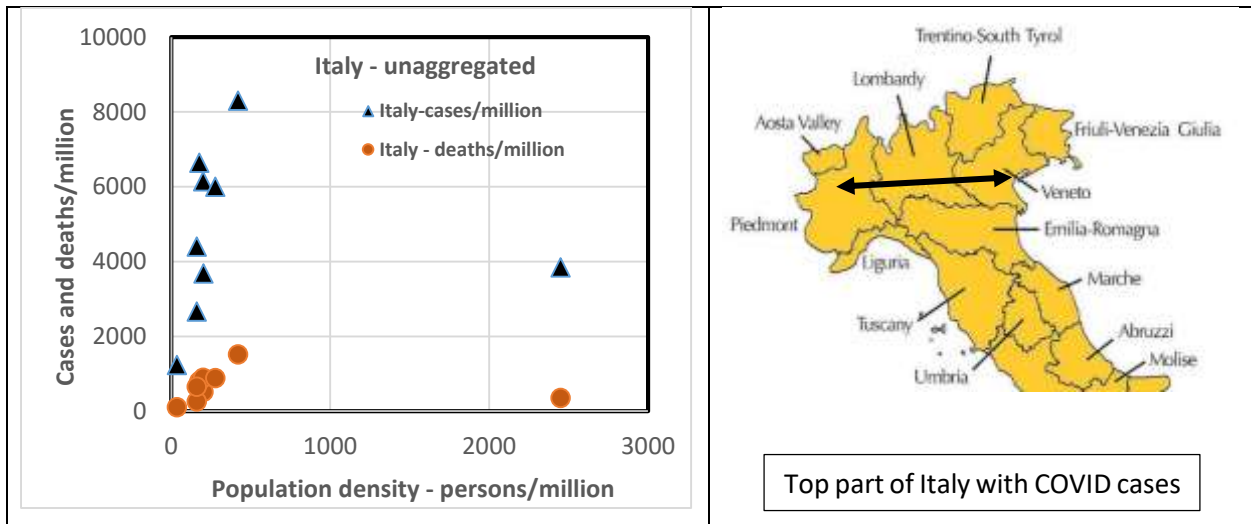 10000
8000
6000
4000
2000
0
Cases and deaths/million
Italy - unaggregated
Italy-cases/million
Italy - deaths/million
0 1000 2000 3000
Population density - persons/million
Trentino-South Tyrol
Lombardy
Aosta Valley
Friuli-Venezia Giulia
Veneto
Piedmont
Emilia-Romagna
Liguria
Marche
Tuscany
Abruzzi
Umbria
Molise
Top part of Italy with COVID cases